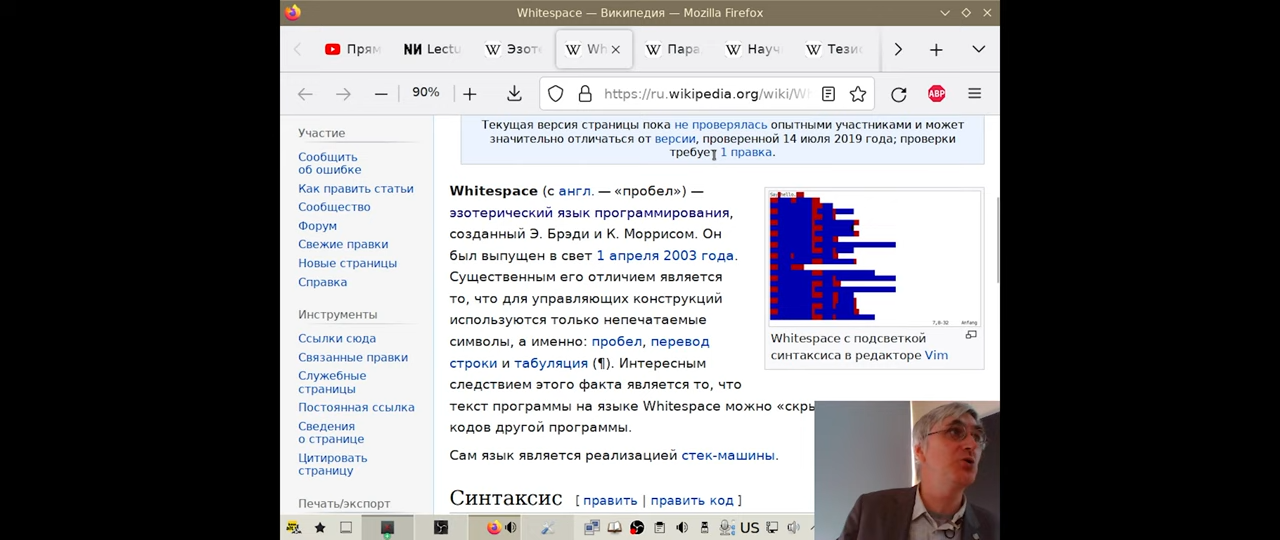 Whitespace — Википедия — Mozilla Firefox
Прям
Lectu
Эзот
Wh
Пара
Науч
Тези
90%
https://ru.wikipedia.org/wiki/Wh
ABP
Участие
Сообщить
об ошибке
Как править статьи
Сообщество
Форум
Свежие правки
Новые страницы
Справка
Инструменты
Ссылки сюда
Связанные правки
Служебные
страницы
Постоянная ссылка
Сведения
о странице
Цитировать
страницу
Печать/экспорт
Текущая версия страницы пока не проверялась опытными участниками и может
значительно отличаться от версии, проверенной 14 июля 2019 года; проверки
требует 1 правка.
Whitespace (с англ. — «пробел») —
эзотерический язык программирования,
созданный Э. Брэди и К. Моррисом. Он
был выпущен в свет 1 апреля 2003 года.
Существенным его отличием является
то, что для управляющих конструкций
используются только непечатаемые
символы, а именно: пробел, перевод
строки и табуляция (¶). Интересным
следствием этого факта является то, что
текст программы на языке Whitespace можно «скры
кодов другой программы.
Сам язык является реализацией стек-машины.
Синтаксис [ править | править код ]
Whitespace с подсветкой
синтаксиса в редакторе Vim
US